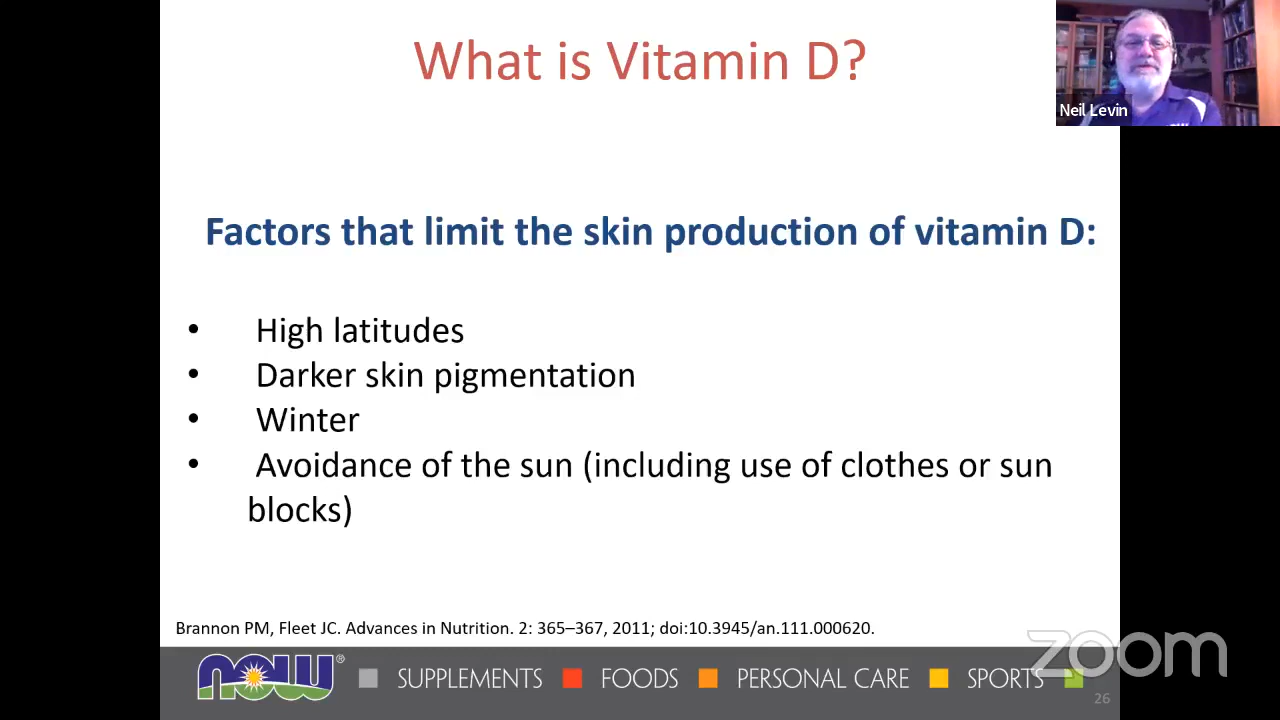 What is Vitamin D?
Neil Levin
Factors that limit the skin production of vitamin D:
• High latitudes
• Darker skin pigmentation
• Winter
• Avoidance of the sun (including use of clothes or sun
blocks)
Brannon PM, Fleet JC. Advances in Nutrition. 2: 365–367, 2011; doi:10.3945/an.111.000620.
now® SUPPLEMENTS FOODS PERSONAL CARE SPORTS
zoom
26